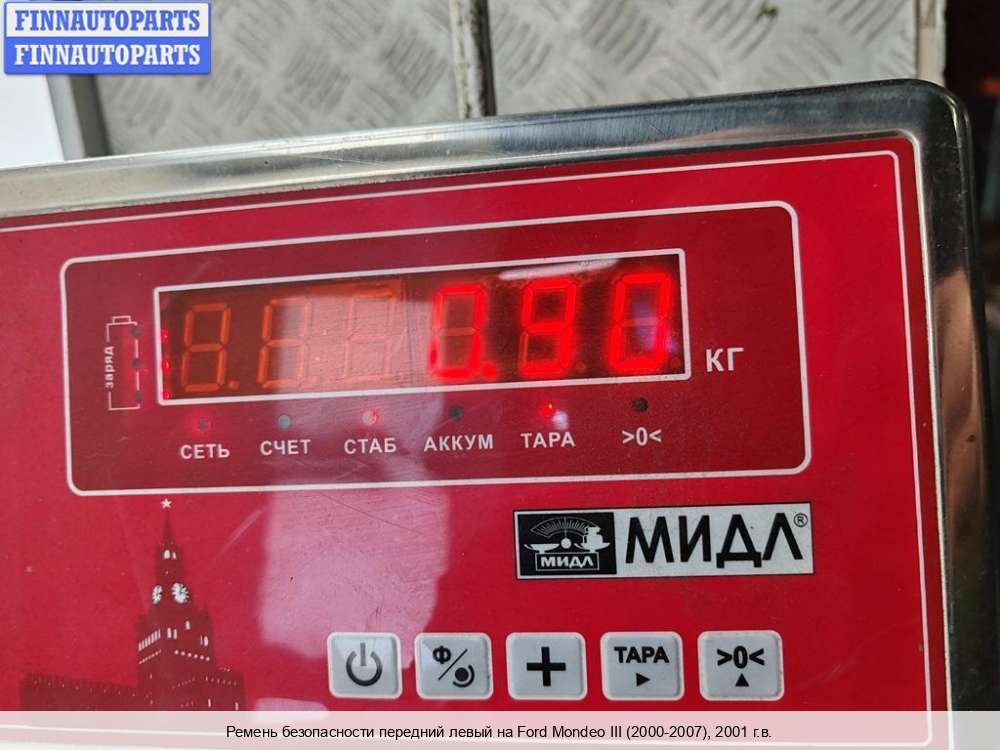 FINNAUTOPARTS
FINNAUTOPARTS
заряд
0.90 КГ
СЕТЬ СЧЕТ СТАБ АККУМ ТАРА >0<
МИДЛ МИДЛ®
Ф + ТАРА >0<
Ремень безопасности передний левый на Ford Mondeo III (2000-2007), 2001 г.в.